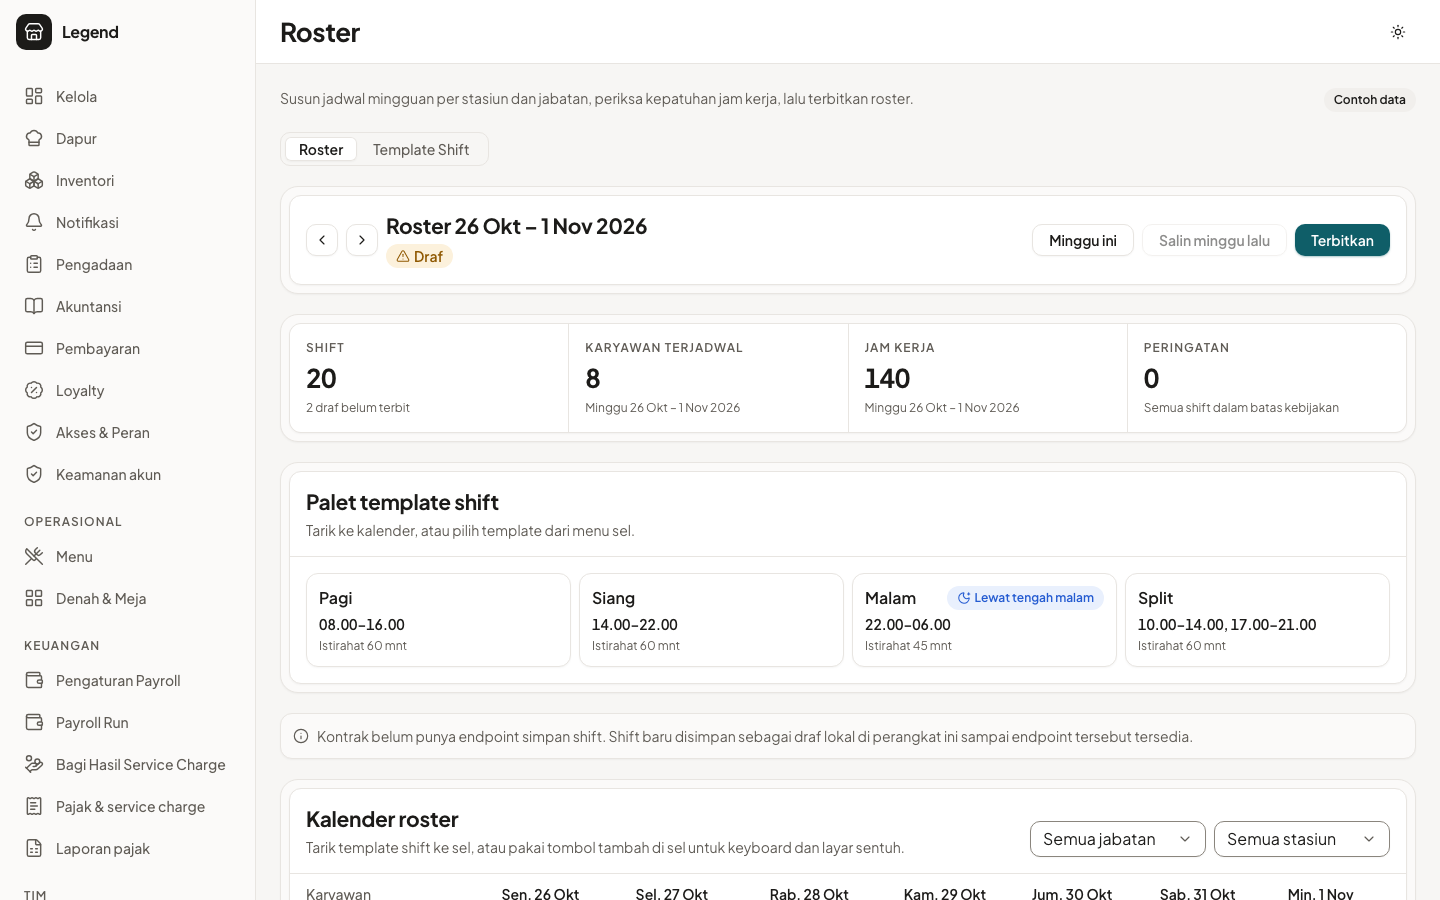 Legend
Roster
Kelola
Dapur
Inventori
Notifikasi
Pengadaan
Akuntansi
Pembayaran
Loyalty
Akses & Peran
Keamanan akun
OPERASIONAL
Menu
Denah & Meja
KEUANGAN
Pengaturan Payroll
Payroll Run
Bagi Hasil Service Charge
Pajak & service charge
Laporan pajak
TIM
Susun jadwal mingguan per stasiun dan jabatan, periksa kepatuhan jam kerja, lalu terbitkan roster.
Contoh data
Roster
Template Shift
Roster 26 Okt – 1 Nov 2026
Draf
Minggu ini
Salin minggu lalu
Terbitkan
SHIFT
20
2 draf belum terbit
KARYAWAN TERJADWAL
8
Minggu 26 Okt – 1 Nov 2026
JAM KERJA
140
Minggu 26 Okt – 1 Nov 2026
PERINGATAN
0
Semua shift dalam batas kebijakan
Palet template shift
Tarik ke kalender, atau pilih template dari menu sel.
Pagi
08.00–16.00
Istirahat 60 mnt
Siang
14.00–22.00
Istirahat 60 mnt
Malam
Lewat tengah malam
22.00–06.00
Istirahat 45 mnt
Split
10.00–14.00, 17.00–21.00
Istirahat 60 mnt
Kontrak belum punya endpoint simpan shift. Shift baru disimpan sebagai draf lokal di perangkat ini sampai endpoint tersebut tersedia.
Kalender roster
Tarik template shift ke sel, atau pakai tombol tambah di sel untuk keyboard dan layar sentuh.
Semua jabatan
Semua stasiun
Karyawan
Sen, 26 Okt
Sel, 27 Okt
Rab, 28 Okt
Kam, 29 Okt
Jum, 30 Okt
Sab, 31 Okt
Min, 1 Nov